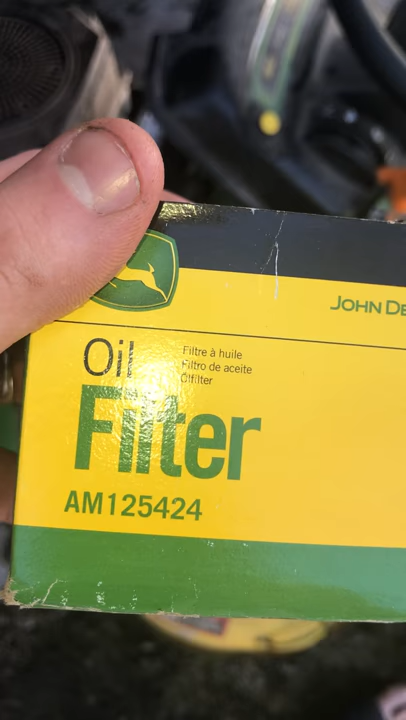 JOHN DE
Oil
Filtre à huile
Filtro de aceite
Ölfilter
Filter
AM125424